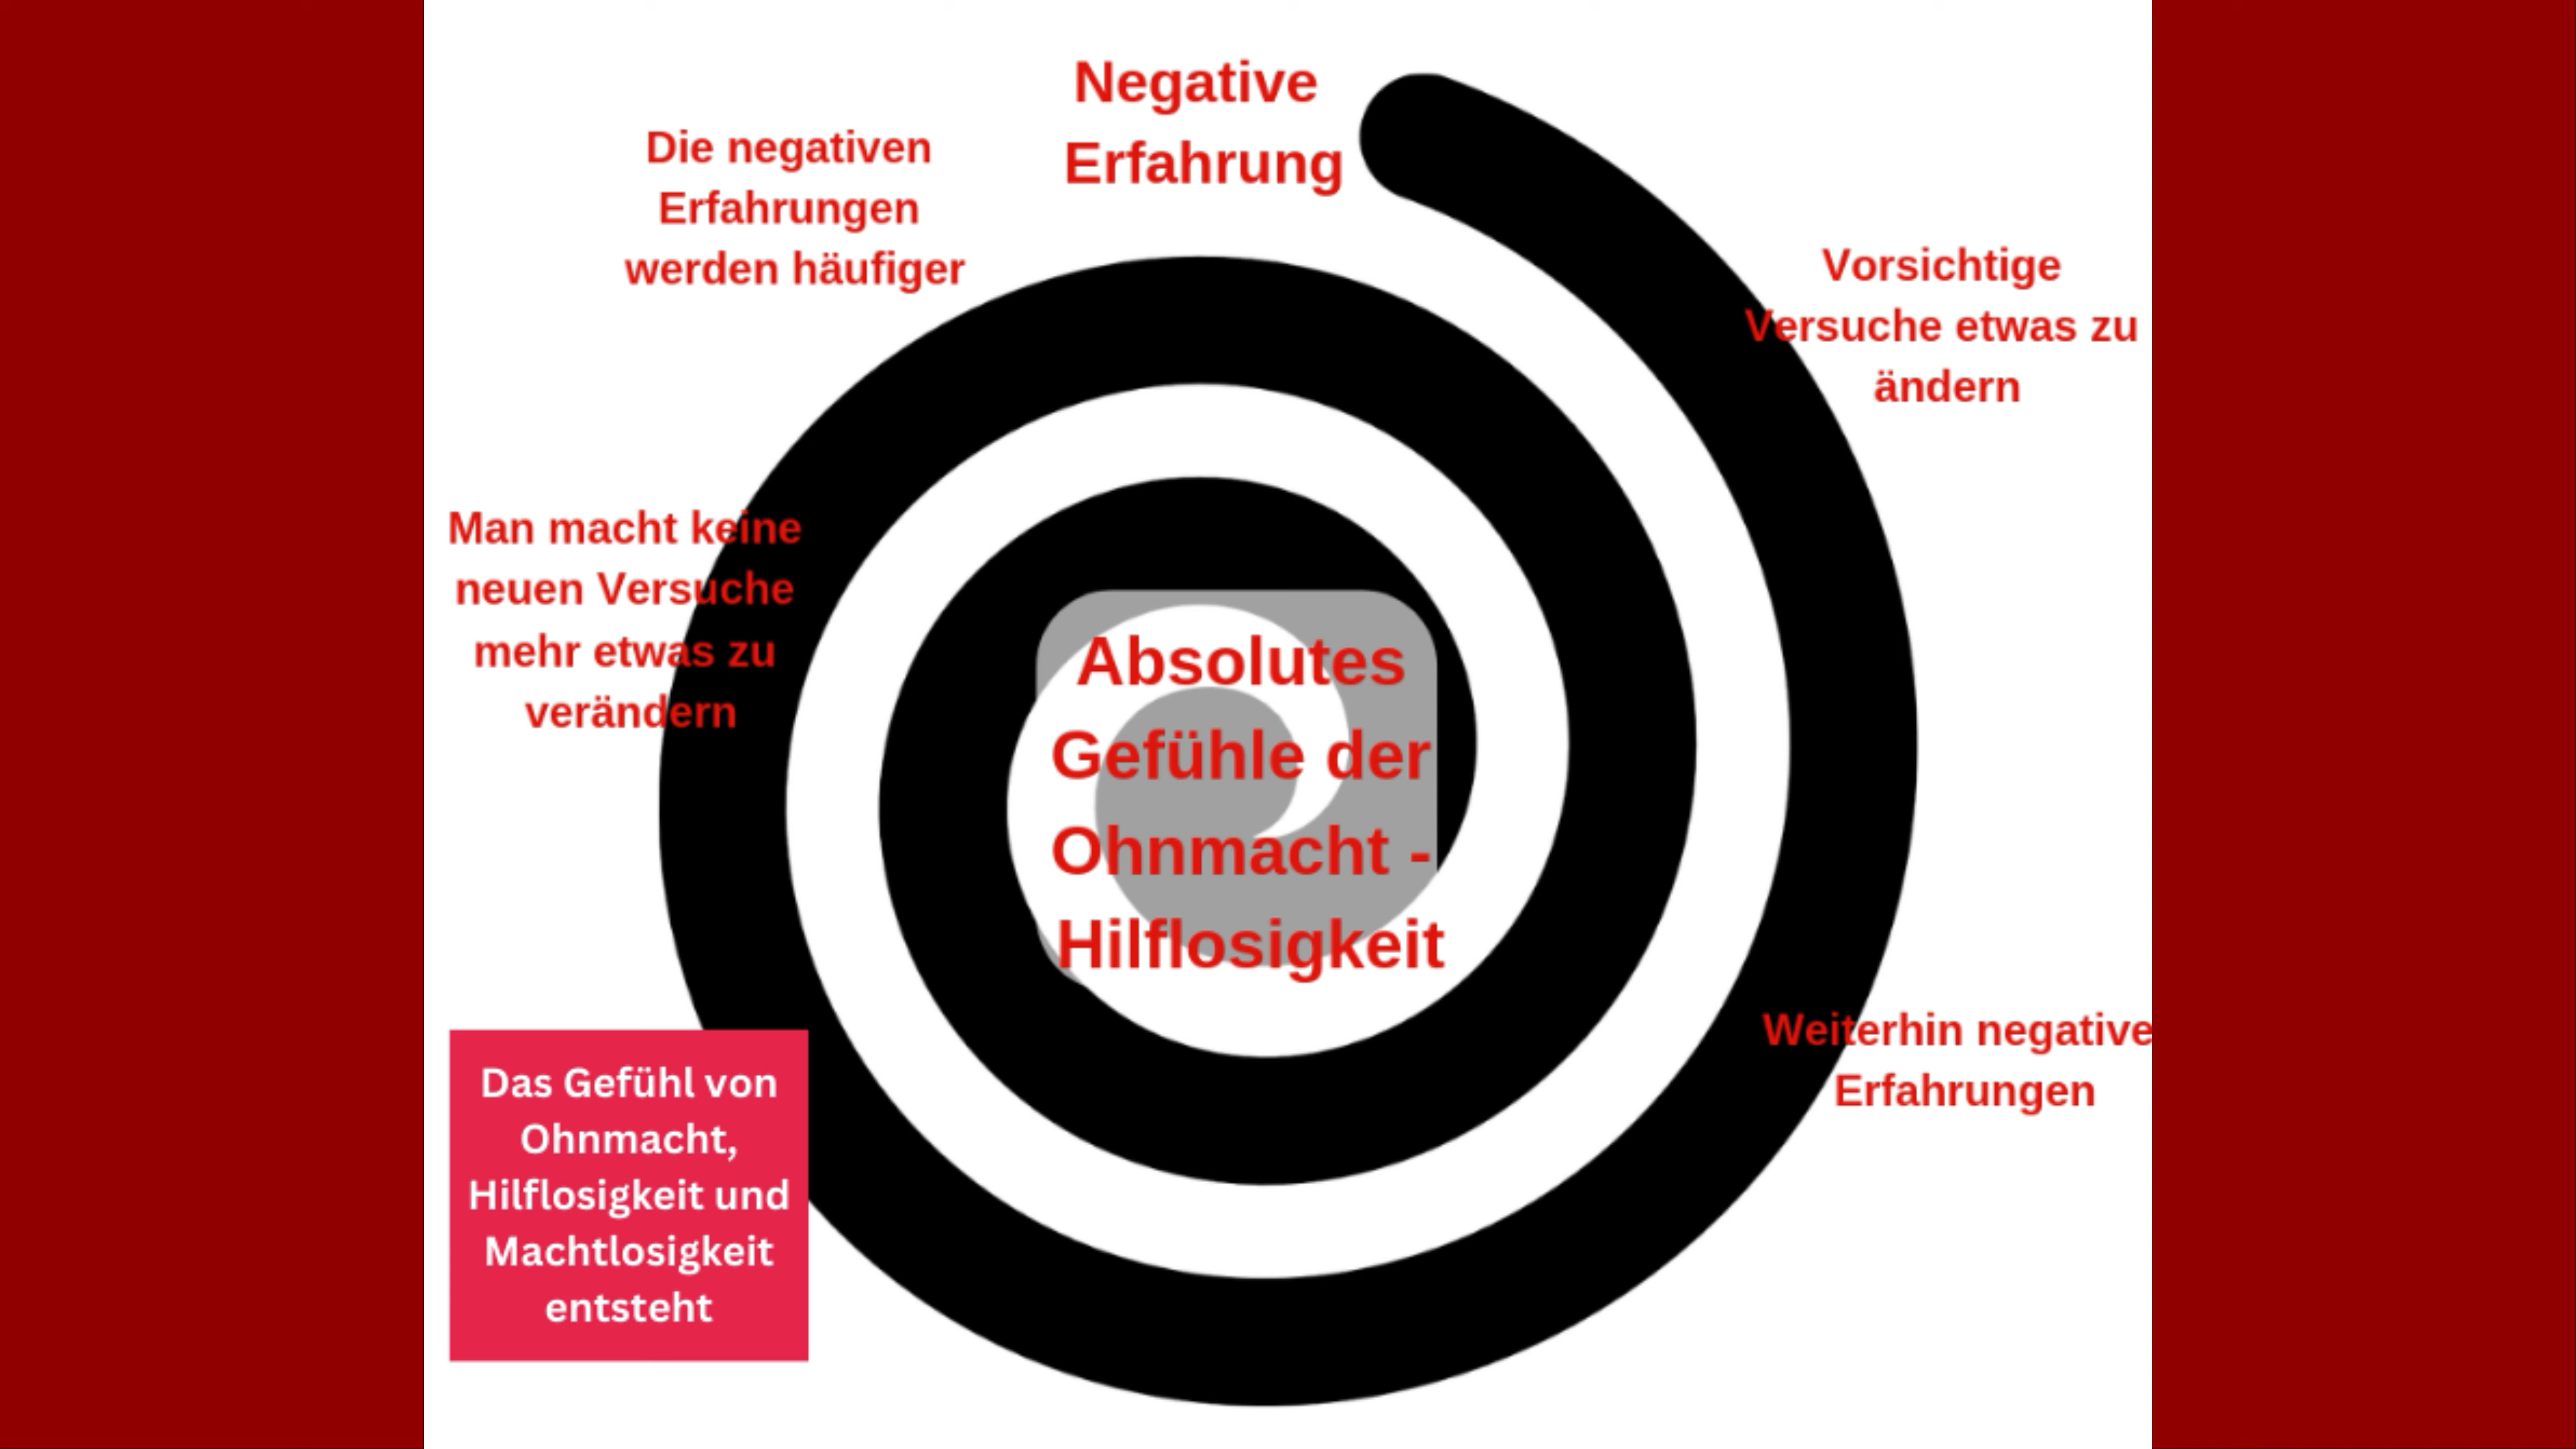 Negative
Erfahrung
Vorsichtige
Versuche etwas zu
ändern
Weiterhin negative
Erfahrungen
Das Gefühl von
Ohnmacht,
Hilflosigkeit und
Machtlosigkeit
entsteht
Man macht keine
neuen Versuche
mehr etwas zu
verändern
Die negativen
Erfahrungen
werden häufiger
Absolutes
Gefühle der
Ohnmacht -
Hilflosigkeit